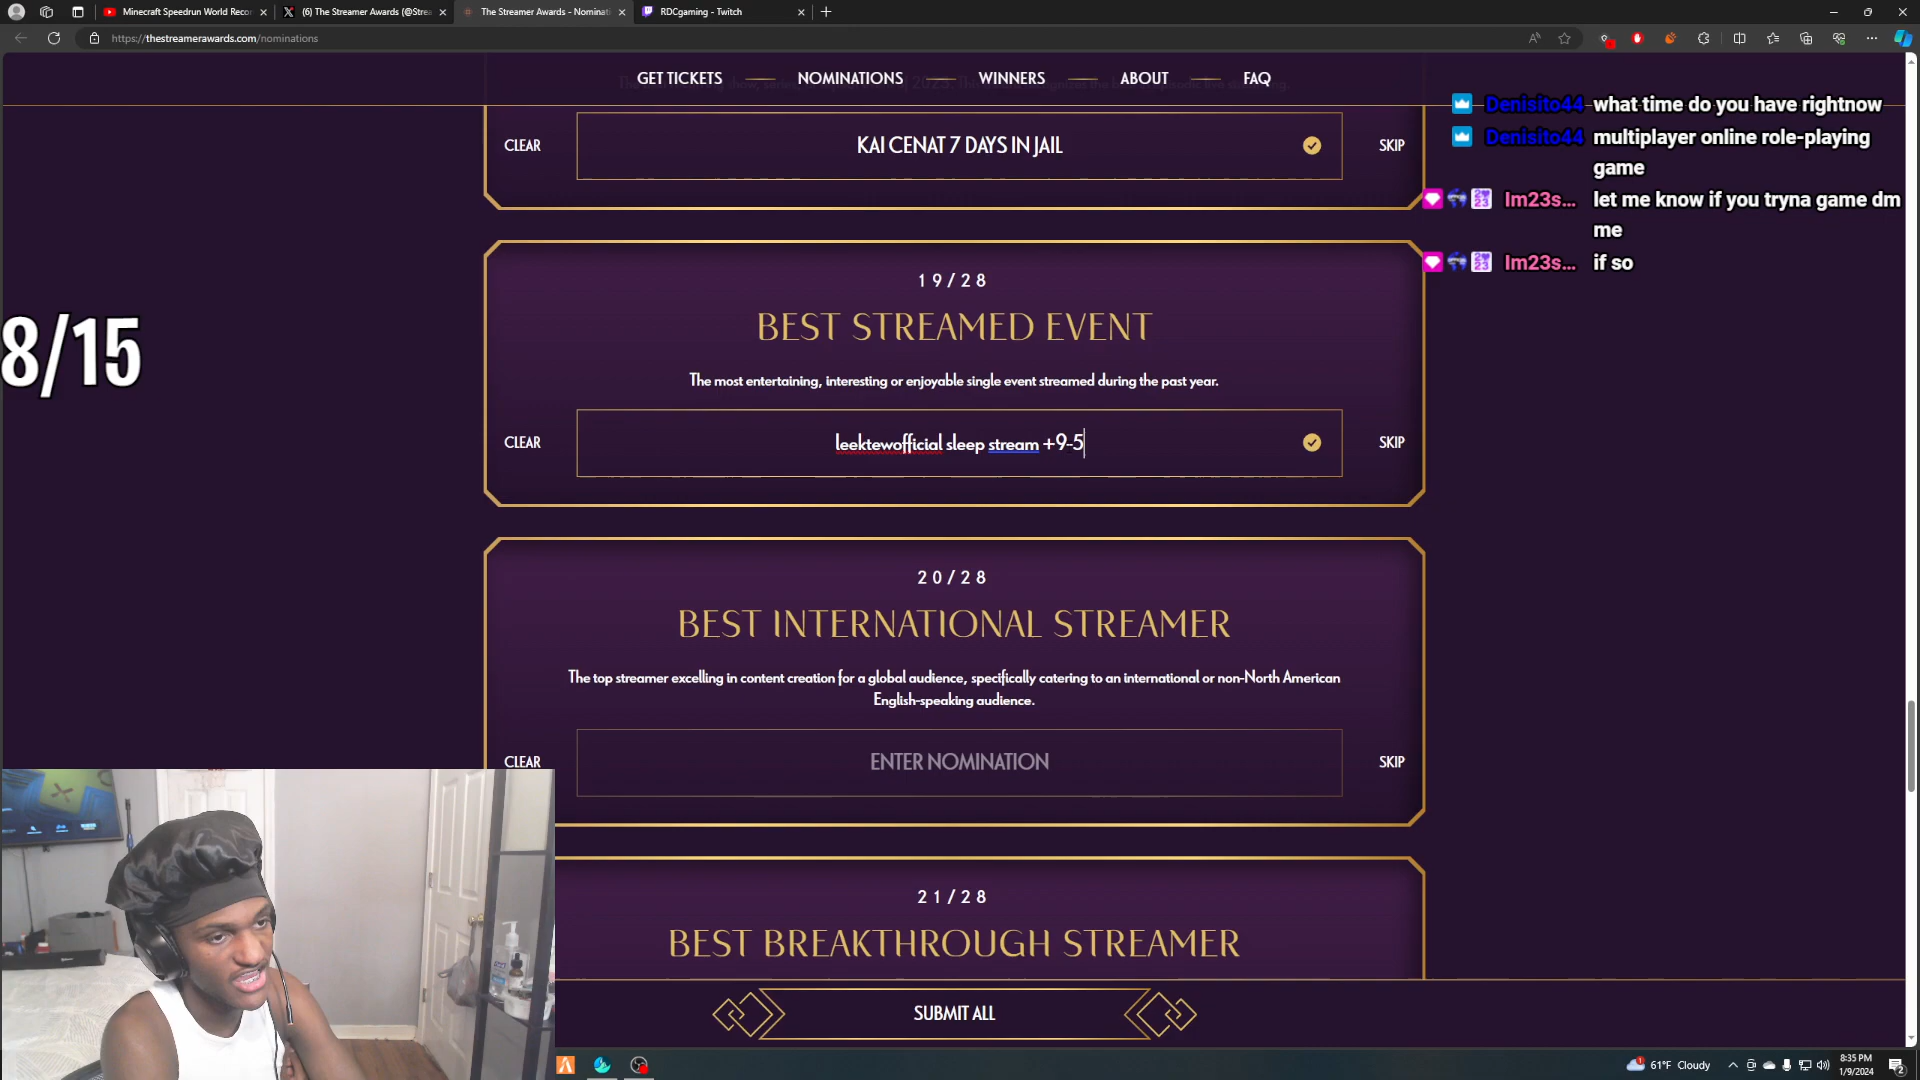 Minecraft Speedrun World Reco
(6) The Streamer Awards (@Strea
The Streamer Awards - Nominati
RDCgaming - Twitch
https://thestreamerawards.com/nominations
GET TICKETS
NOMINATIONS
WINNERS
ABOUT
FAQ
CLEAR
KAI CENAT 7 DAYS IN JAIL
SKIP
19/28
BEST STREAMED EVENT
The most entertaining, interesting or enjoyable single event streamed during the past year.
CLEAR
leektewofficial sleep stream +9-5
SKIP
20/28
BEST INTERNATIONAL STREAMER
The top streamer excelling in content creation for a global audience, specifically catering to an international or non-North American
English-speaking audience.
CLEAR
ENTER NOMINATION
SKIP
21/28
BEST BREAKTHROUGH STREAMER
SUBMIT ALL
8/15
Denisito44 what time do you have rightnow
Denisito44 multiplayer online role-playing
game
Im23s... let me know if you tryna game dm
me
Im23s... if so
61°F Cloudy
8:35 PM
1/9/2024